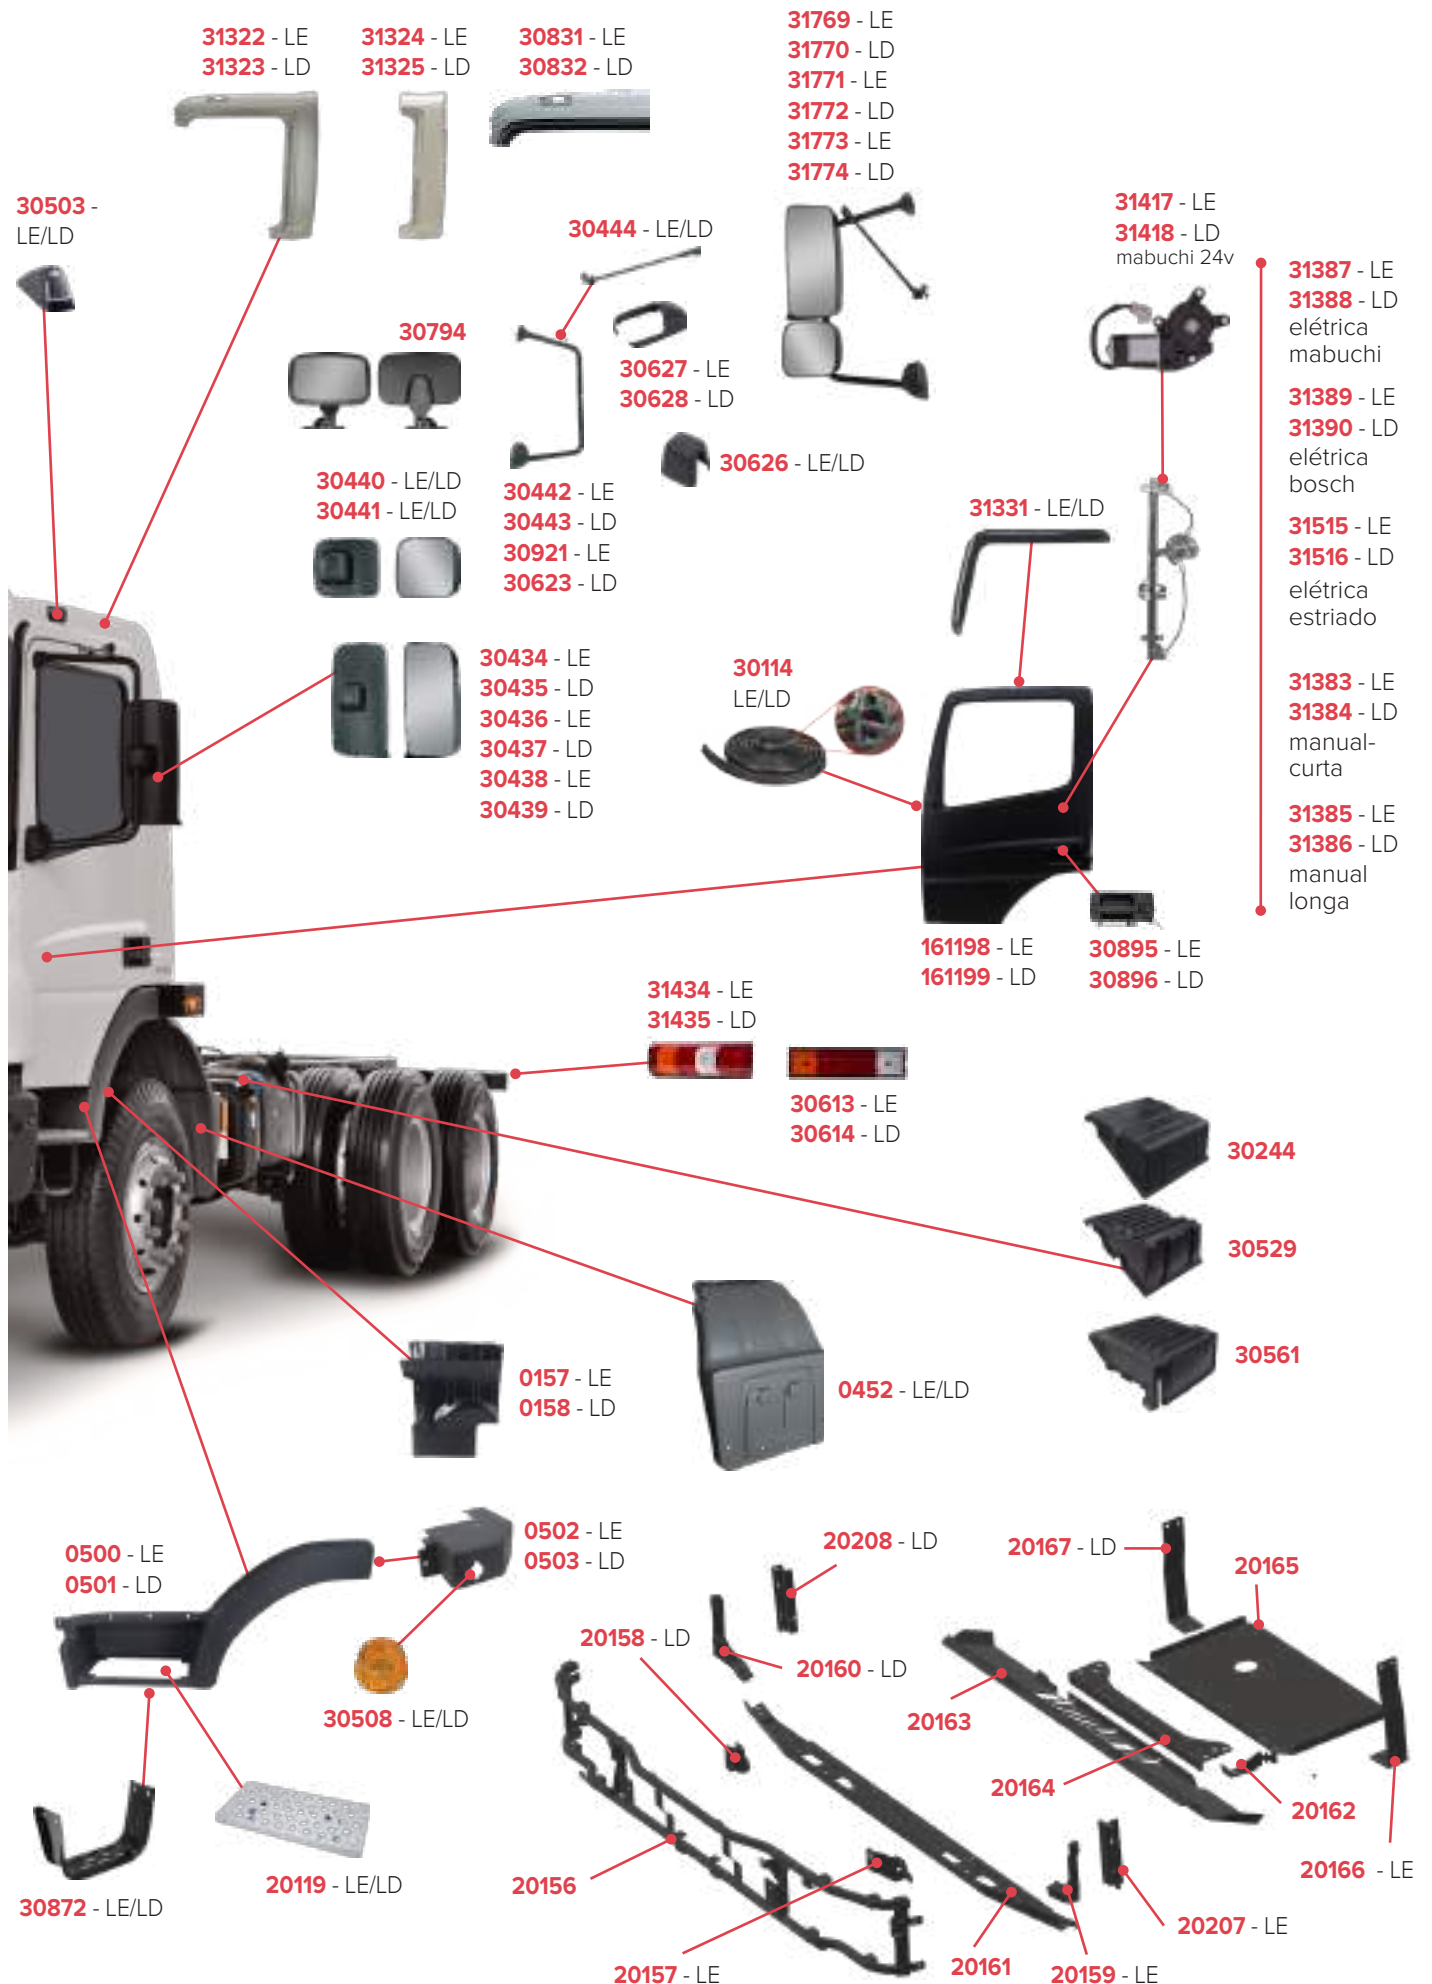 31322 - LE
31323 - LD
31324 - LE
31325 - LD
30831 - LE
30832 - LD
31769 - LE
31770 - LD
31771 - LE
31772 - LD
31773 - LE
31774 - LD
30503 -
LE/LD
30444 - LE/LD
30794
30627 - LE
30628 - LD
30626 - LE/LD
30440 - LE/LD
30441 - LE/LD
30442 - LE
30443 - LD
30921 - LE
30623 - LD
31417 - LE
31418 - LD
mabuchi 24v
31387 - LE
31388 - LD
elétrica
mabuchi
31389 - LE
31390 - LD
elétrica
bosch
31515 - LE
31516 - LD
elétrica
estriado
31383 - LE
31384 - LD
manual-
curta
31385 - LE
31386 - LD
manual
longa
31331 - LE/LD
30434 - LE
30435 - LD
30436 - LE
30437 - LD
30438 - LE
30439 - LD
30114
LE/LD
161198 - LE
161199 - LD
30895 - LE
30896 - LD
31434 - LE
31435 - LD
30613 - LE
30614 - LD
30244
30529
30561
0157 - LE
0158 - LD
0452 - LE/LD
0500 - LE
0501 - LD
0502 - LE
0503 - LD
30508 - LE/LD
30872 - LE/LD
20119 - LE/LD
20208 - LD
20158 - LD
20160 - LD
20167 - LD
20165
20163
20164
20162
20166 - LE
20156
20157 - LE
20161
20159 - LE
20207 - LE